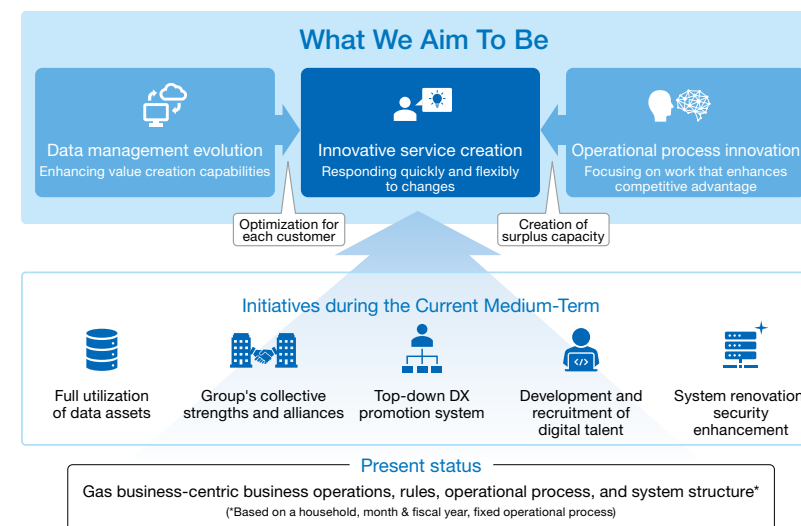 What We Aim To Be
Data management evolution
Enhancing value creation capabilities
Innovative service creation
Responding quickly and flexibly
to changes
Operational process innovation
Focusing on work that enhances
competitive advantage
Optimization for
each customer
Creation of
surplus capacity
Initiatives during the Current Medium-Term
Full utilization
of data assets
Group's collective
strengths and alliances
Top-down DX
promotion system
</>
Development and
recruitment of
digital talent
System renovation
security
enhancement
Present status
Gas business-centric business operations, rules, operational process, and system structure*
(*Based on a household, month & fiscal year, fixed operational process)